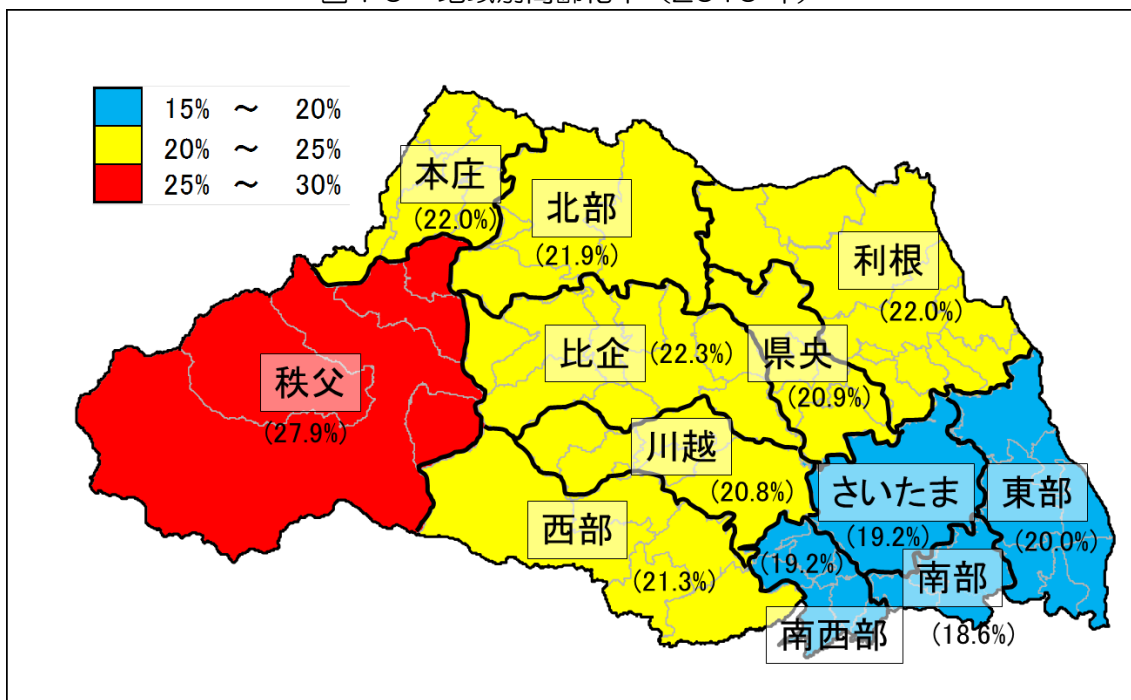 15% ～ 20%
20% ～ 25%
25% ～ 30%
本庄
(22.0%)
北部
(21.9%)
利根
(22.0%)
秩父
(27.9%)
比企
(22.3%)
県央
(20.9%)
川越
(20.8%)
西部
(21.3%)
さいたま
(19.2%)
東部
(20.0%)
(19.2%)
南西部
南部
(18.6%)